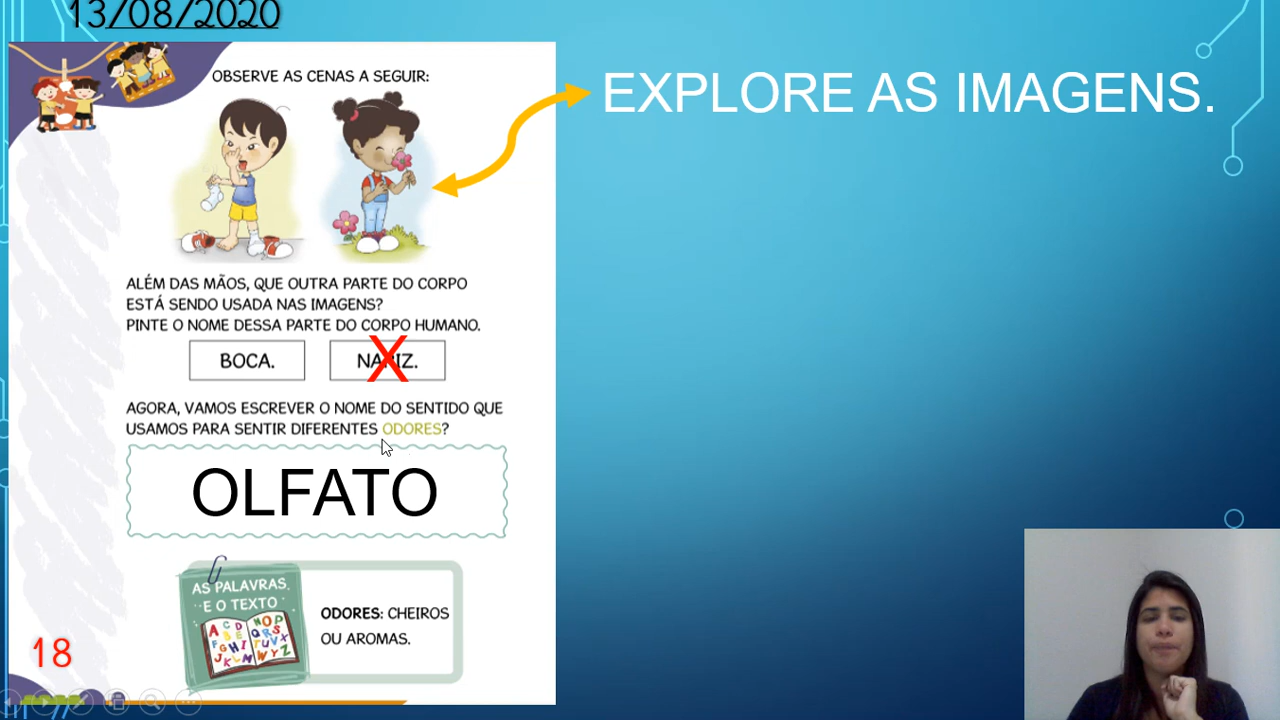 13/08/2020
OBSERVE AS CENAS A SEGUIR:
EXPLORE AS IMAGENS.
ALÉM DAS MÃOS, QUE OUTRA PARTE DO CORPO
ESTÁ SENDO USADA NAS IMAGENS?
PINTE O NOME DESSA PARTE DO CORPO HUMANO.
BOCA. NARIZ.
X
AGORA, VAMOS ESCREVER O NOME DO SENTIDO QUE
USAMOS PARA SENTIR DIFERENTES ODORES?
OLFATO
AS PALAVRAS
E O TEXTO
ODORES: CHEIROS
OU AROMAS.
18